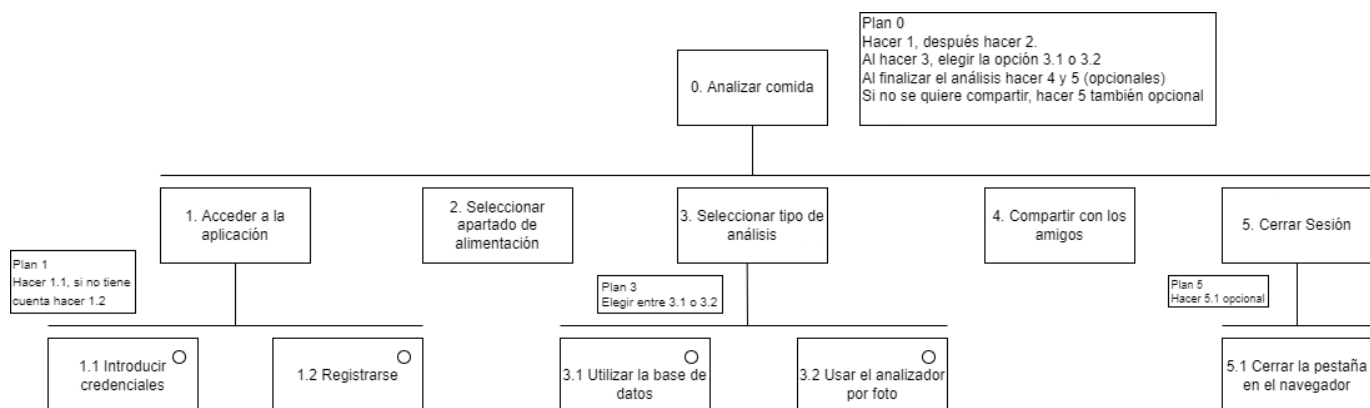 Plan 0
Hacer 1, después hacer 2.
Al hacer 3, elegir la opción 3.1 o 3.2
Al finalizar el análisis hacer 4 y 5 (opcionales)
Si no se quiere compartir, hacer 5 también opcional
0. Analizar comida
1. Acceder a la
aplicación
2. Seleccionar
apartado de
alimentación
3. Seleccionar tipo de
análisis
4. Compartir con los
amigos
5. Cerrar Sesión
Plan 1
Hacer 1.1, si no tiene
cuenta hacer 1.2
Plan 3
Elegir entre 3.1 o 3.2
Plan 5
Hacer 5.1 opcional
1.1 Introducir
credenciales
1.2 Registrarse
3.1 Utilizar la base de
datos
3.2 Usar el analizador
por foto
5.1 Cerrar la pestaña
en el navegador